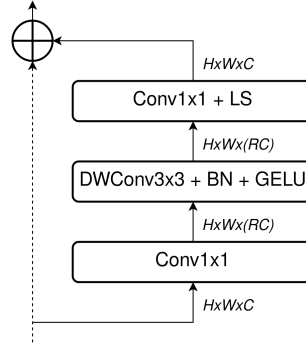 HxWxC
Conv1x1 + LS
HxWx(RC)
DWConv3x3 + BN + GELU
HxWx(RC)
Conv1x1
HxWxC